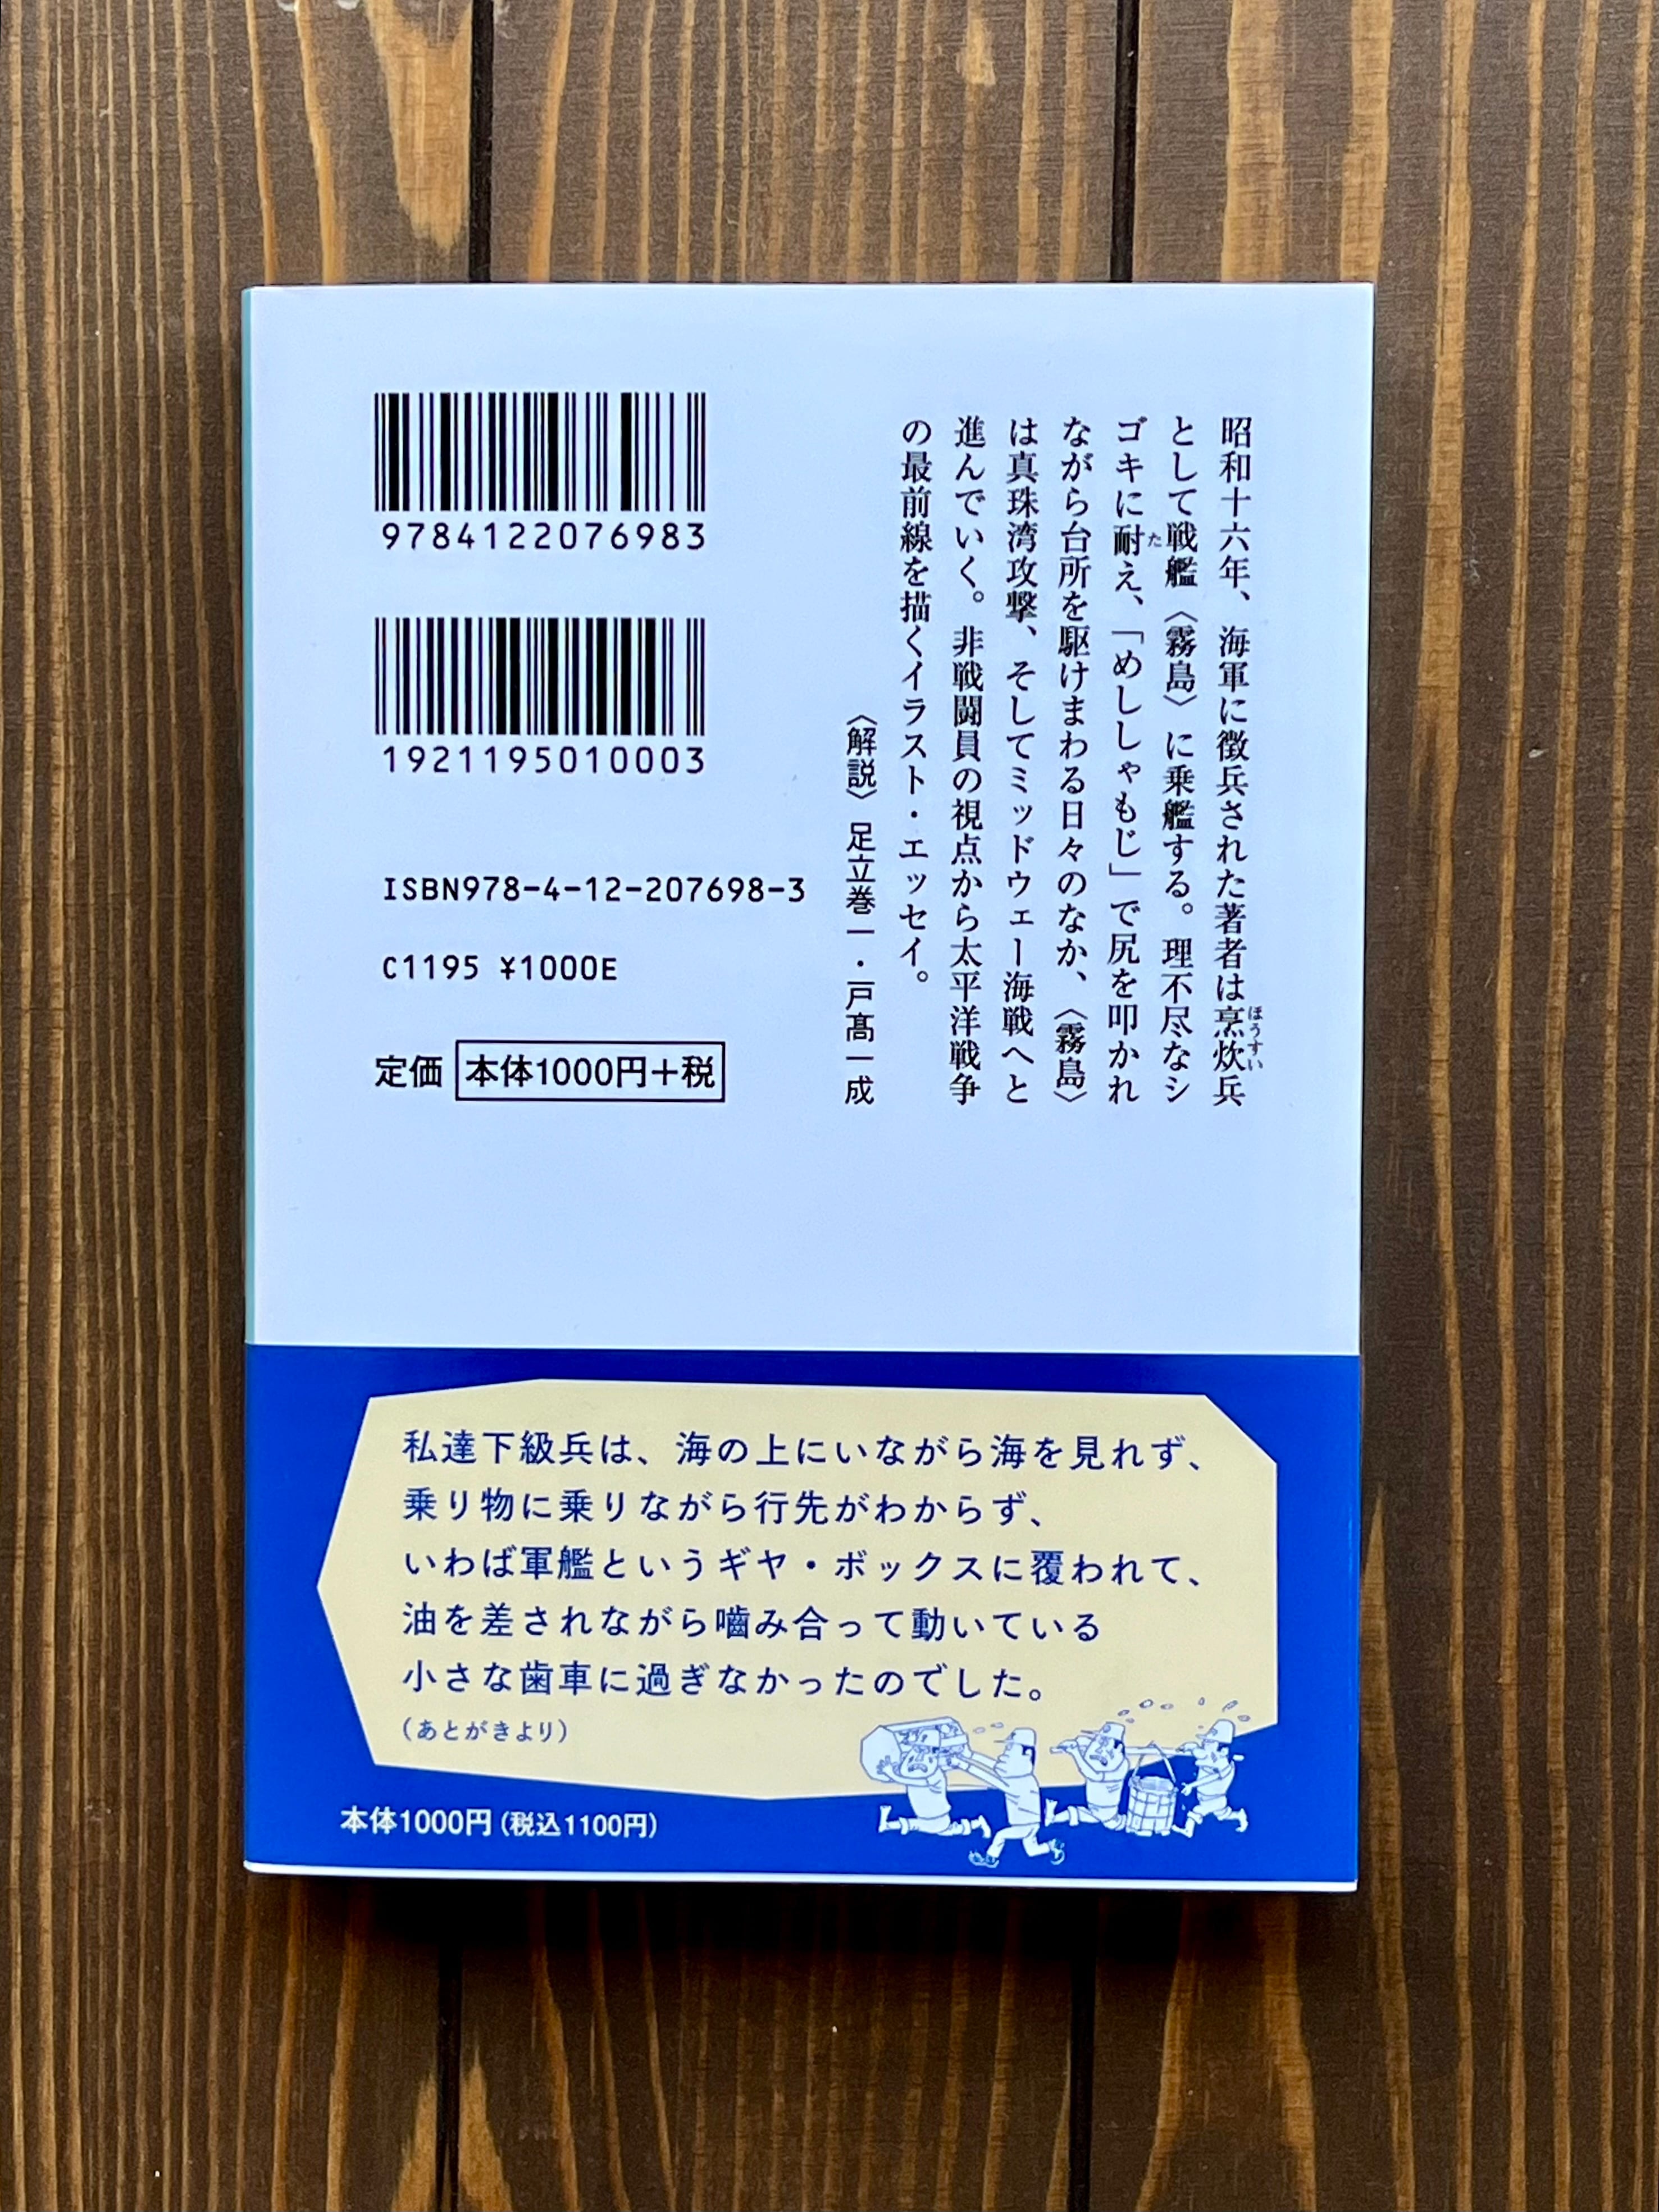 昭和十六年、海軍に徴兵された著者は烹炊兵
ほうすい
として戦艦〈霧島〉に乗艦する。理不尽なシ
ゴキに耐え、「めししゃもじ」で尻を叩かれ
た
ながら台所を駆けまわる日々のなか、〈霧島〉
は真珠湾攻撃、そしてミッドウェー海戦へと
進んでいく。非戦闘員の視点から太平洋戦争
の最前線を描くイラスト・エッセイ。
〈解説〉足立巻一・戸髙一成
9784122076983
1921195010003
ISBN978-4-12-207698-3
C1195 ¥1000E
定価 本体1000円+税
私達下級兵は、海の上にいながら海を見れず、
乗り物に乗りながら行先がわからず、
いわば軍艦というギヤ・ボックスに覆われて、
油を差されながら嚙み合って動いている
小さな歯車に過ぎなかったのでした。
（あとがきより）
本体1000円（税込1100円）